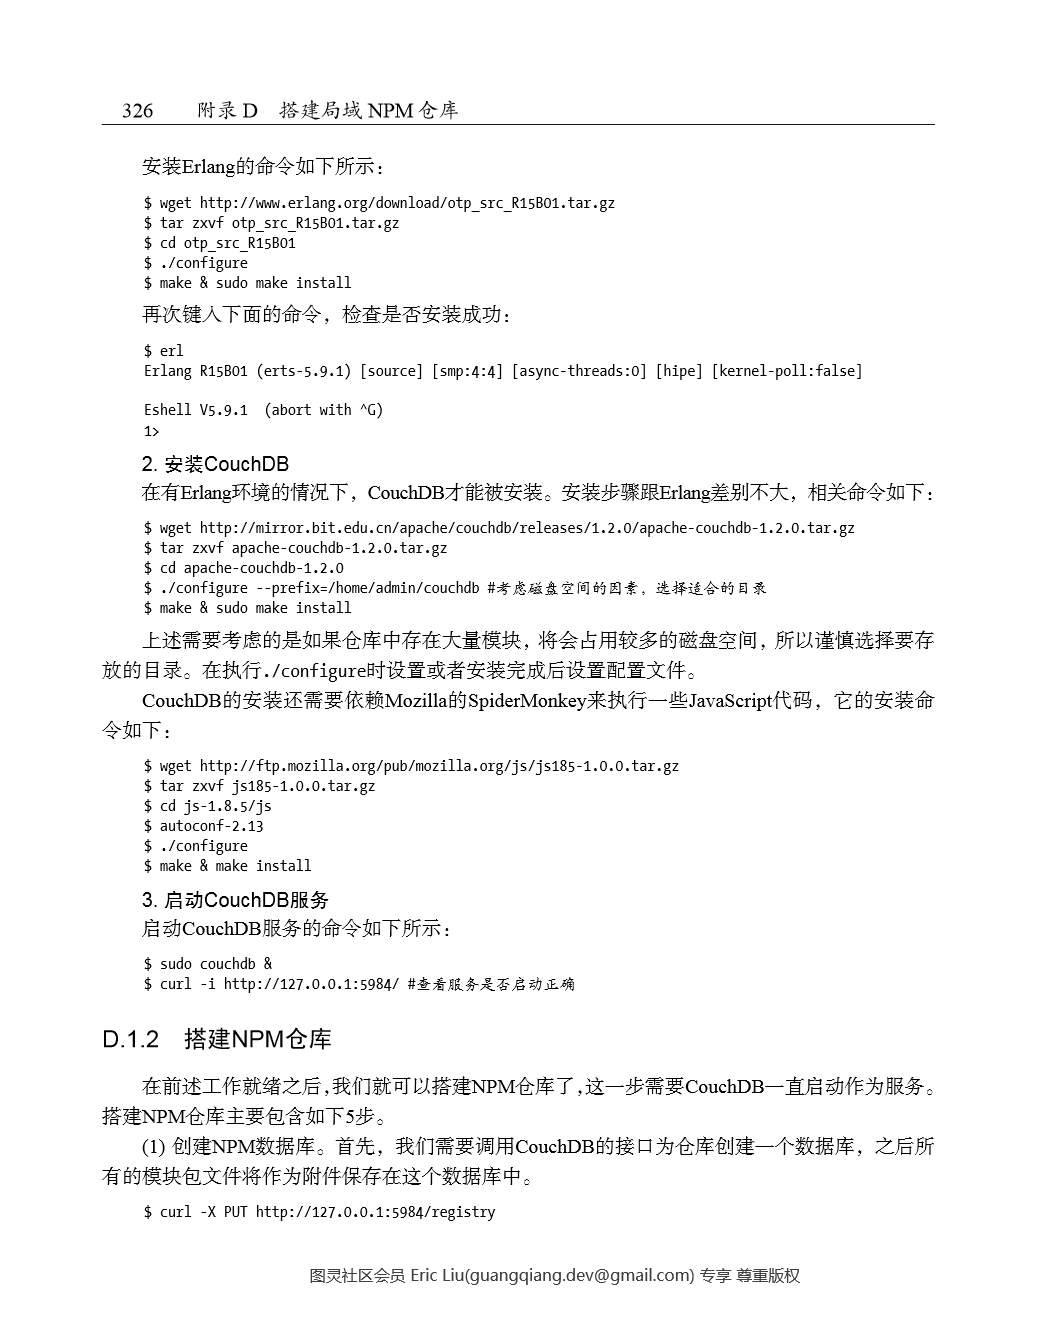 326 附录 D 搭建局域 NPM 仓库
安装Erlang的命令如下所示：
$ wget http://www.erlang.org/download/otp_src_R15B01.tar.gz
$ tar zxvf otp_src_R15B01.tar.gz
$ cd otp_src_R15B01
$ ./configure
$ make & sudo make install
再次键入下面的命令，检查是否安装成功：
$ erl
Erlang R15B01 (erts-5.9.1) [source] [smp:4:4] [async-threads:0] [hipe] [kernel-poll:false]
Eshell V5.9.1  (abort with ^G)
1>
2. 安装CouchDB
在有Erlang环境的情况下，CouchDB才能被安装。安装步骤跟Erlang差别不大，相关命令如下：
$ wget http://mirror.bit.edu.cn/apache/couchdb/releases/1.2.0/apache-couchdb-1.2.0.tar.gz
$ tar zxvf apache-couchdb-1.2.0.tar.gz
$ cd apache-couchdb-1.2.0
$ ./configure --prefix=/home/admin/couchdb #考虑磁盘空间的因素，选择适合的目录
$ make & sudo make install
上述需要考虑的是如果仓库中存在大量模块，将会占用较多的磁盘空间，所以谨慎选择要存
放的目录。在执行./configure时设置或者安装完成后设置配置文件。
CouchDB的安装还需要依赖Mozilla的SpiderMonkey来执行一些JavaScript代码，它的安装命
令如下：
$ wget http://ftp.mozilla.org/pub/mozilla.org/js/js185-1.0.0.tar.gz
$ tar zxvf js185-1.0.0.tar.gz
$ cd js-1.8.5/js
$ autoconf-2.13
$ ./configure
$ make & make install
3. 启动CouchDB服务
启动CouchDB服务的命令如下所示：
$ sudo couchdb &
$ curl -i http://127.0.0.1:5984/ #查看服务是否启动正确
D.1.2 搭建NPM仓库
在前述工作就绪之后，我们就可以搭建NPM仓库了，这一步需要CouchDB一直启动作为服务。
搭建NPM仓库主要包含如下5步。
(1) 创建NPM数据库。首先，我们需要调用CouchDB的接口为仓库创建一个数据库，之后所
有的模块包文件将作为附件保存在这个数据库中。
$ curl -X PUT http://127.0.0.1:5984/registry
图灵社区会员 Eric Liu(guangqiang.dev@gmail.com) 专享 尊重版权